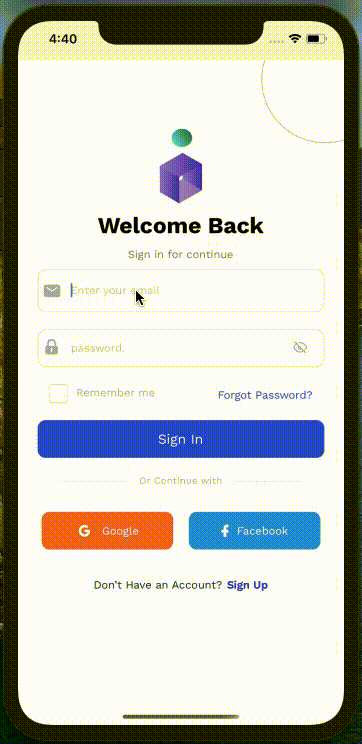 4:40
Welcome Back
Sign in for continue
Enter your email
password.
Remember me
Forgot Password?
Sign In
Or Continue with
G Google
f Facebook
Don't Have an Account? Sign Up